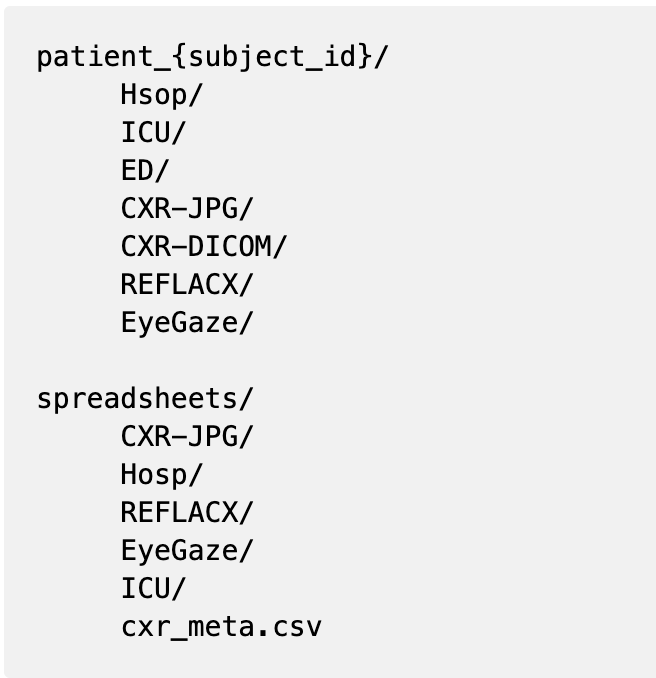 patient_{subject_id}/
Hsop/
ICU/
ED/
CXR-JPG/
CXR-DICOM/
REFLACX/
EyeGaze/
spreadsheets/
CXR-JPG/
Hosp/
REFLACX/
EyeGaze/
ICU/
cxr_meta.csv